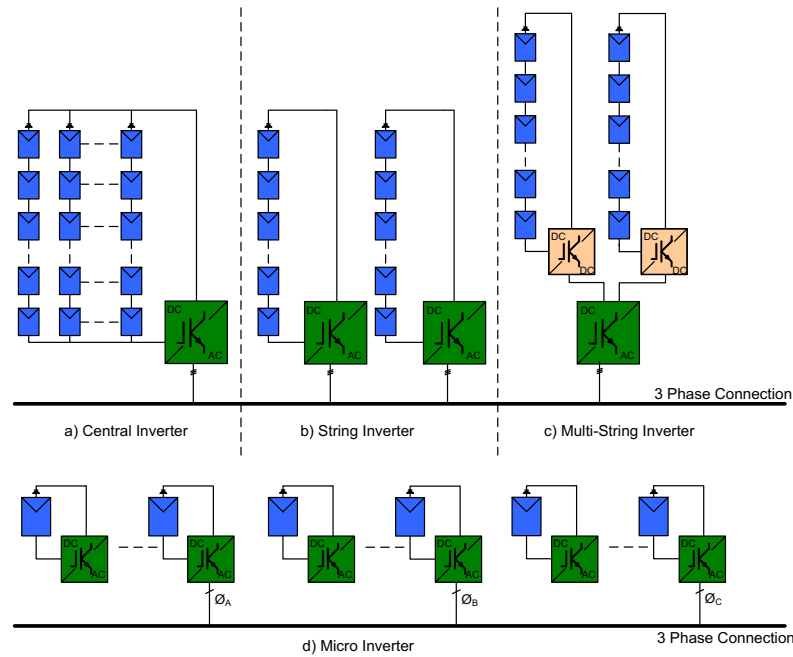 DC
DC
DC
DC
DC
AC
DC
AC
DC
AC
DC
AC
3 Phase Connection
a) Central Inverter
b) String Inverter
c) Multi-String Inverter
DC
AC
DC
AC
DC
AC
DC
AC
DC
AC
DC
AC
ØA
ØB
ØC
3 Phase Connection
d) Micro Inverter